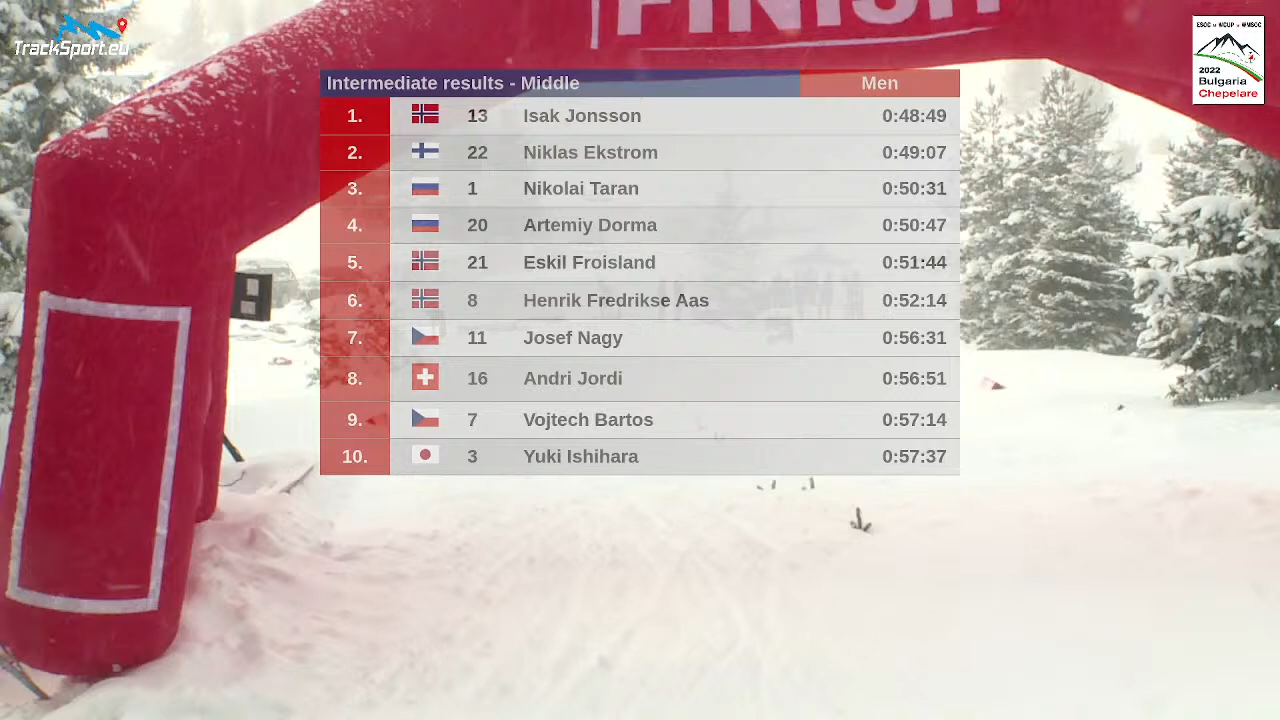 FINISH
TrackSport.eu
ESOC WCUP WMSOC
2022
Bulgaria
Chepelare
Intermediate results - Middle Men
1. 13 Isak Jonsson 0:48:49
2. 22 Niklas Ekstrom 0:49:07
3. 1 Nikolai Taran 0:50:31
4. 20 Artemiy Dorma 0:50:47
5. 21 Eskil Froisland 0:51:44
6. 8 Henrik Fredrikse Aas 0:52:14
7. 11 Josef Nagy 0:56:31
8. 16 Andri Jordi 0:56:51
9. 7 Vojtech Bartos 0:57:14
10. 3 Yuki Ishihara 0:57:37